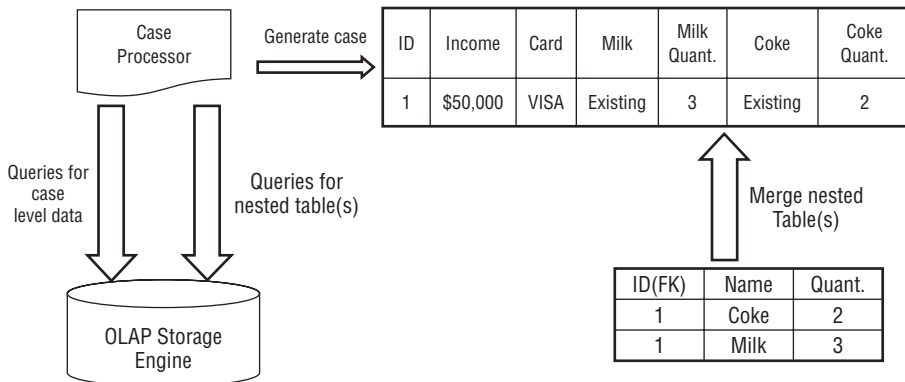 Case
Processor
Generate case
ID Income Card Milk Milk Quant. Coke Coke Quant.
1 $50,000 VISA Existing 3 Existing 2
Queries for
case
level data
Queries for
nested table(s)
Merge nested
Table(s)
OLAP Storage
Engine
ID(FK) Name Quant.
1 Coke 2
1 Milk 3